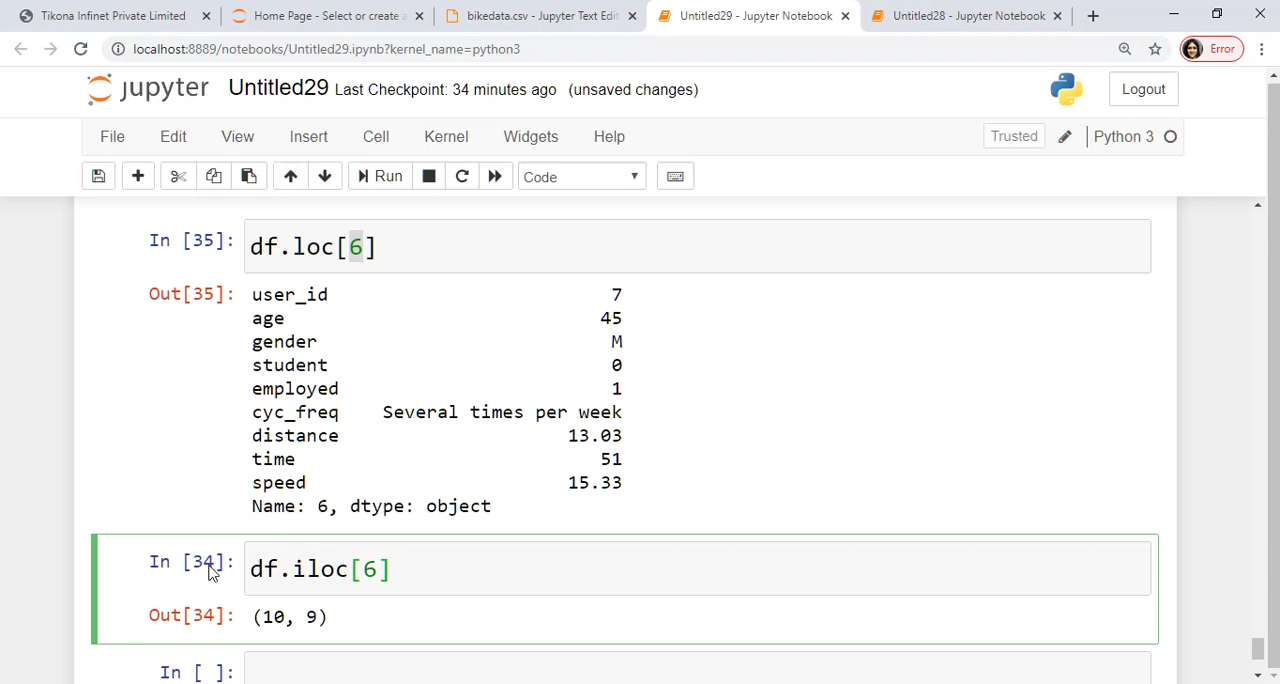 Tikona Infinet Private Limited
Home Page - Select or create a
bikedata.csv - Jupyter Text Edit
Untitled29 - Jupyter Notebook
Untitled28 - Jupyter Notebook
localhost:8889/notebooks/Untitled29.ipynb?kernel_name=python3
Error
jupyter Untitled29 Last Checkpoint: 34 minutes ago (unsaved changes)
Logout
File Edit View Insert Cell Kernel Widgets Help
Trusted
Python 3
Run
Code
In [35]: df.loc[6]
Out[35]: user_id 7
age 45
gender M
student 0
employed 1
cyc_freq Several times per week
distance 13.03
time 51
speed 15.33
Name: 6, dtype: object
In [34]: df.iloc[6]
Out[34]: (10, 9)
In [ ]: